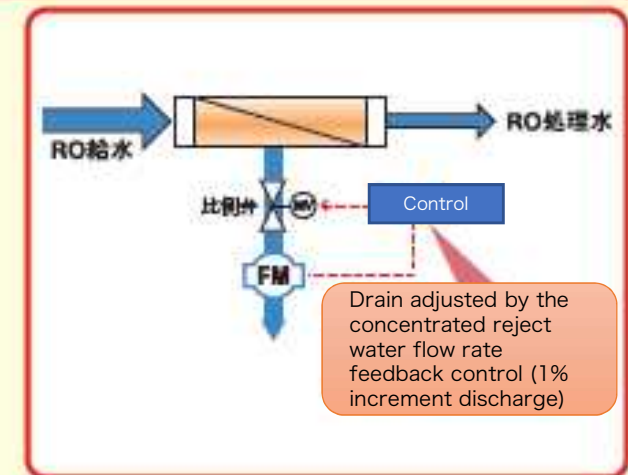 RO給水
RO処理水
比例弁
MV
Control
FM
Drain adjusted by the
concentrated reject
water flow rate
feedback control (1%
increment discharge)